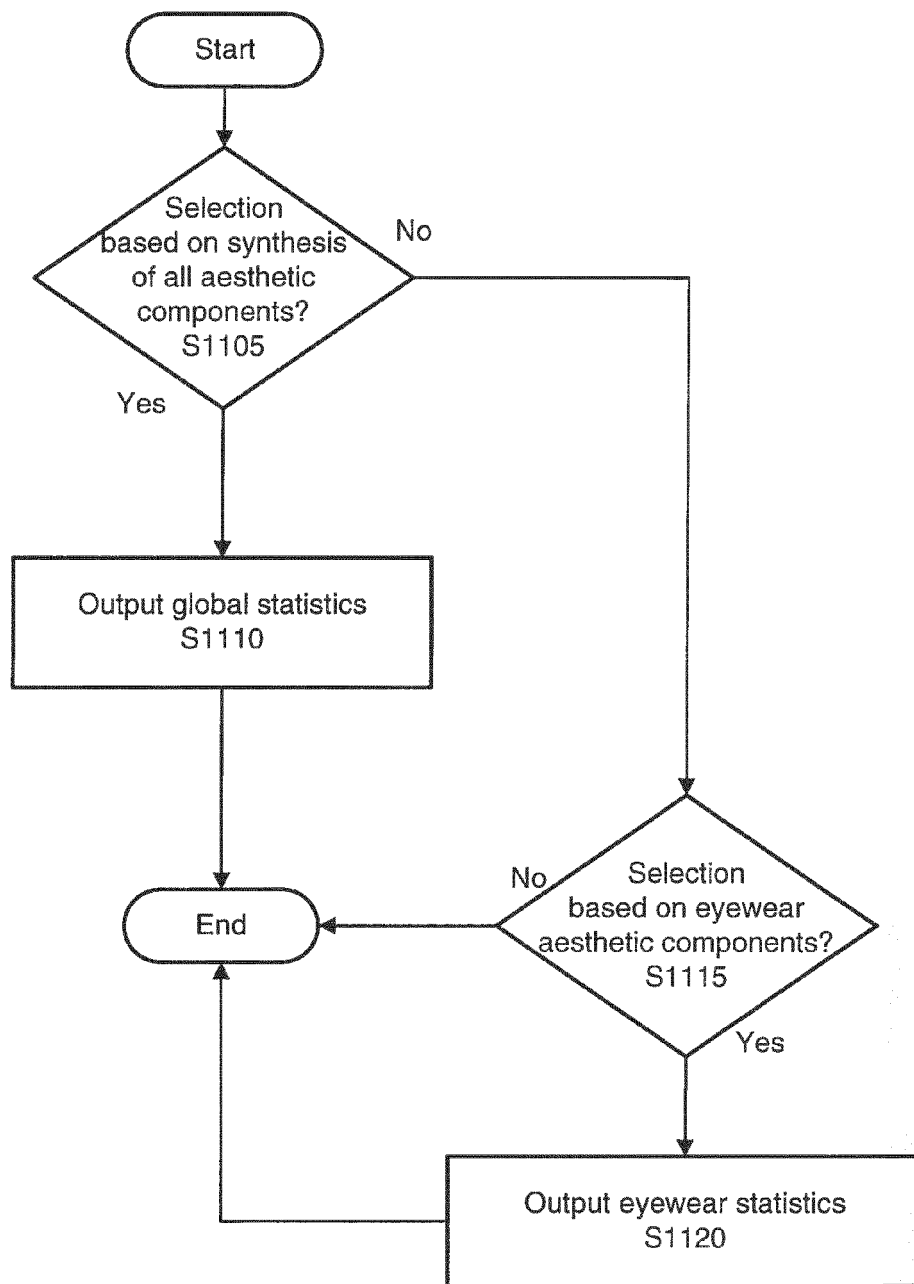 Start
Selection
based on synthesis
of all aesthetic
components?
S1105
No
Yes
Output global statistics
S1110
End
No
Selection
based on eyewear
aesthetic components?
S1115
Yes
Output eyewear statistics
S1120